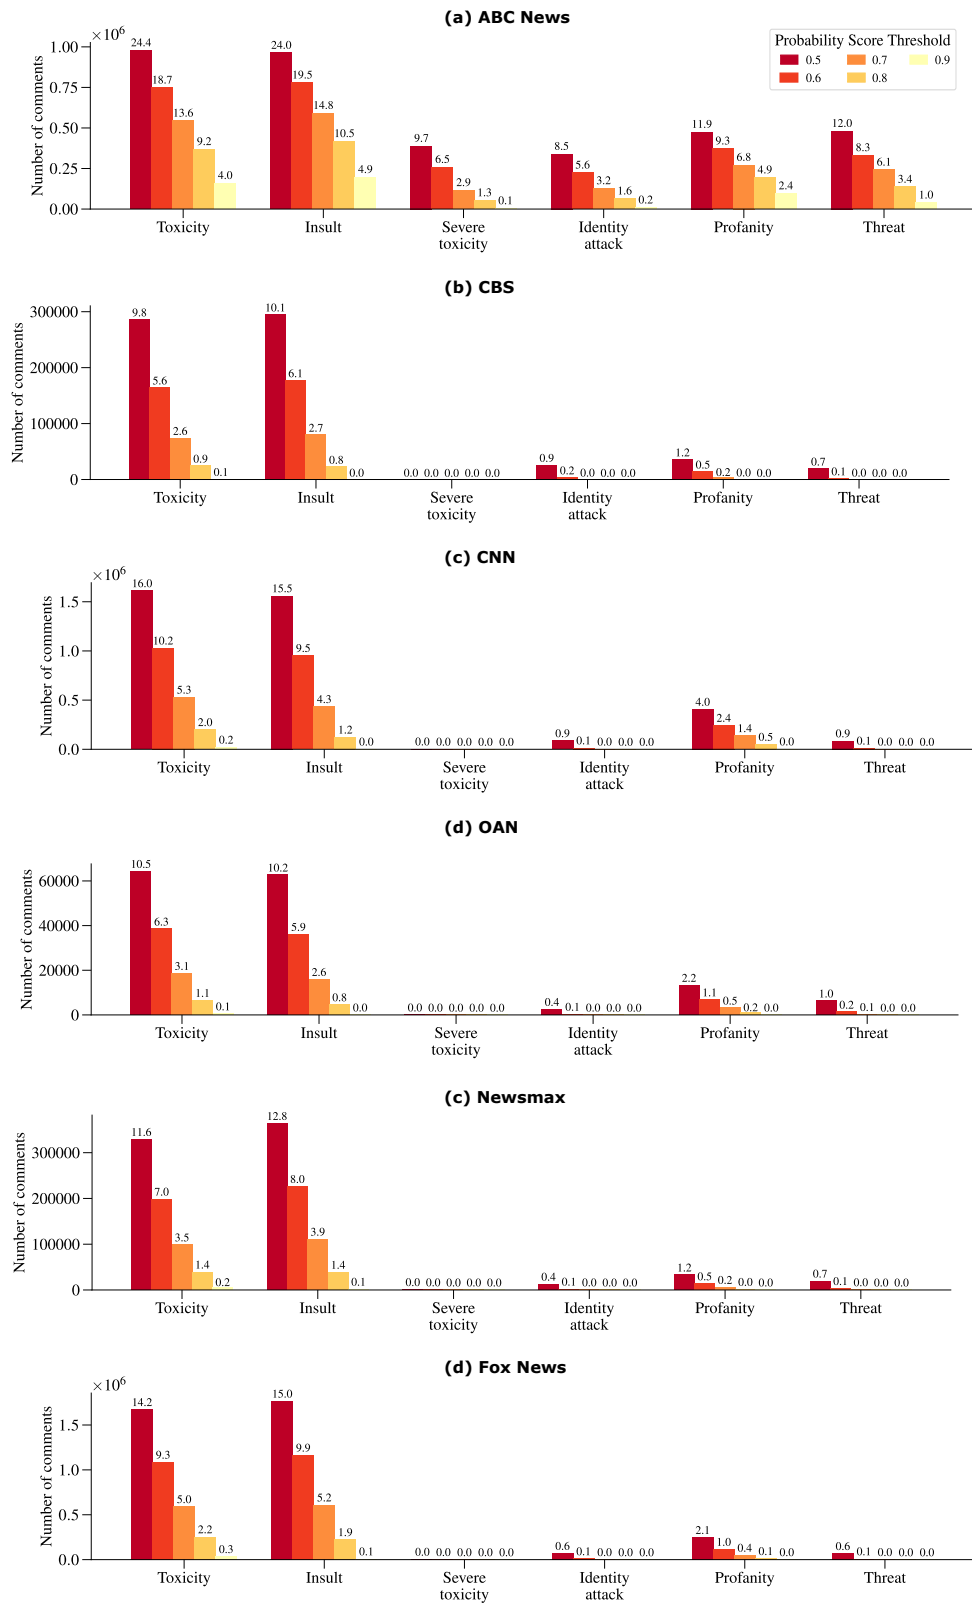 (a) ABC News
×10⁶
Number of comments
1.00
0.75
0.50
0.25
0.00
Probability Score Threshold
0.5 0.7 0.9
0.6 0.8
24.4 18.7 13.6 9.2 4.0
24.0 19.5 14.8 10.5 4.9
9.7 6.5 2.9 1.3 0.1
8.5 5.6 3.2 1.6 0.2
11.9 9.3 6.8 4.9 2.4
12.0 8.3 6.1 3.4 1.0
Toxicity Insult Severe toxicity Identity attack Profanity Threat
(b) CBS
Number of comments
300000
200000
100000
0
9.8 5.6 2.6 0.9 0.1
10.1 6.1 2.7 0.8 0.0
0.0 0.0 0.0 0.0 0.0
0.9 0.2 0.0 0.0 0.0
1.2 0.5 0.2 0.0 0.0
0.7 0.1 0.0 0.0 0.0
Toxicity Insult Severe toxicity Identity attack Profanity Threat
(c) CNN
×10⁶
Number of comments
1.5
1.0
0.5
0.0
16.0 10.2 5.3 2.0 0.2
15.5 9.5 4.3 1.2 0.0
0.0 0.0 0.0 0.0 0.0
0.9 0.1 0.0 0.0 0.0
4.0 2.4 1.4 0.5 0.0
0.9 0.1 0.0 0.0 0.0
Toxicity Insult Severe toxicity Identity attack Profanity Threat
(d) OAN
Number of comments
60000
40000
20000
0
10.5 6.3 3.1 1.1 0.1
10.2 5.9 2.6 0.8 0.0
0.0 0.0 0.0 0.0 0.0
0.4 0.1 0.0 0.0 0.0
2.2 1.1 0.5 0.2 0.0
1.0 0.2 0.1 0.0 0.0
Toxicity Insult Severe toxicity Identity attack Profanity Threat
(c) Newsmax
Number of comments
300000
200000
100000
0
11.6 7.0 3.5 1.4 0.2
12.8 8.0 3.9 1.4 0.1
0.0 0.0 0.0 0.0 0.0
0.4 0.1 0.0 0.0 0.0
1.2 0.5 0.2 0.0 0.0
0.7 0.1 0.0 0.0 0.0
Toxicity Insult Severe toxicity Identity attack Profanity Threat
(d) Fox News
×10⁶
Number of comments
1.5
1.0
0.5
0.0
14.2 9.3 5.0 2.2 0.3
15.0 9.9 5.2 1.9 0.1
0.0 0.0 0.0 0.0 0.0
0.6 0.1 0.0 0.0 0.0
2.1 1.0 0.4 0.1 0.0
0.6 0.1 0.0 0.0 0.0
Toxicity Insult Severe toxicity Identity attack Profanity Threat